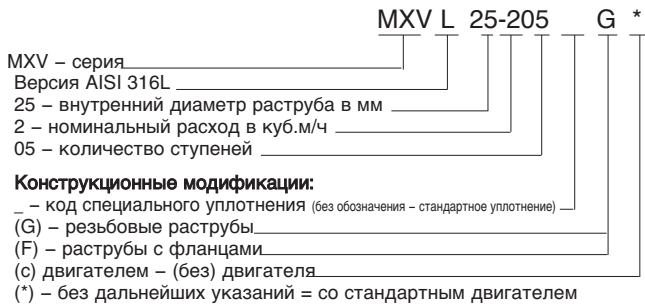 MXV L 25-205 G *
MXV – серия
Версия AISI 316L
25 – внутренний диаметр раструба в мм
2 – номинальный расход в куб.м/ч
05 – количество ступеней
Конструкционные модификации:
_ – код специального уплотнения (без обозначения – стандартное уплотнение)
(G) – резьбовые раструбы
(F) – раструбы с фланцами
(с) двигателем – (без) двигателя
(*) – без дальнейших указаний = со стандартным двигателем